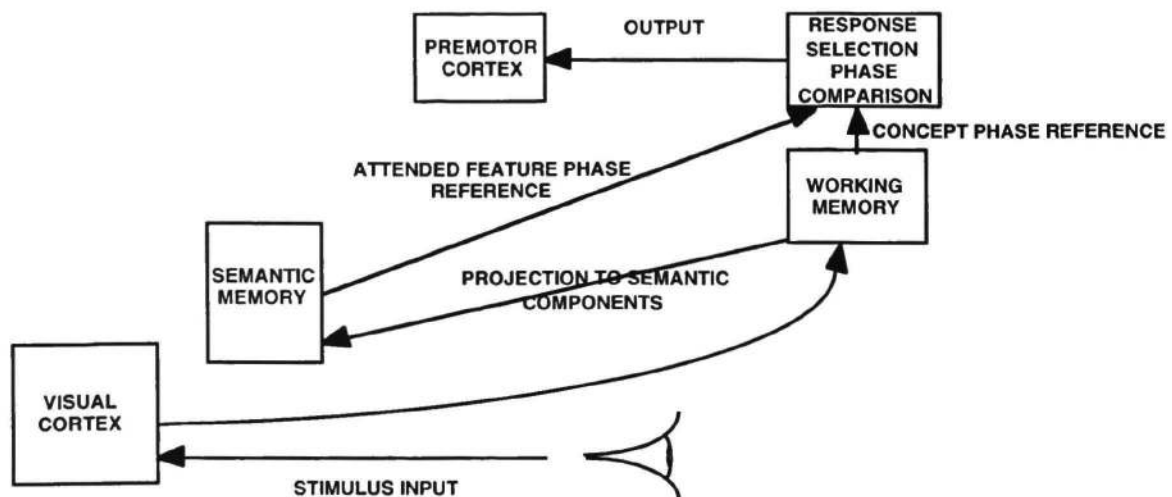 OUTPUT
PREMOTOR
CORTEX
RESPONSE
SELECTION
PHASE
COMPARISON
CONCEPT PHASE REFERENCE
ATTENDED FEATURE PHASE
REFERENCE
WORKING
MEMORY
SEMANTIC
MEMORY
PROJECTION TO SEMANTIC
COMPONENTS
VISUAL
CORTEX
STIMULUS INPUT